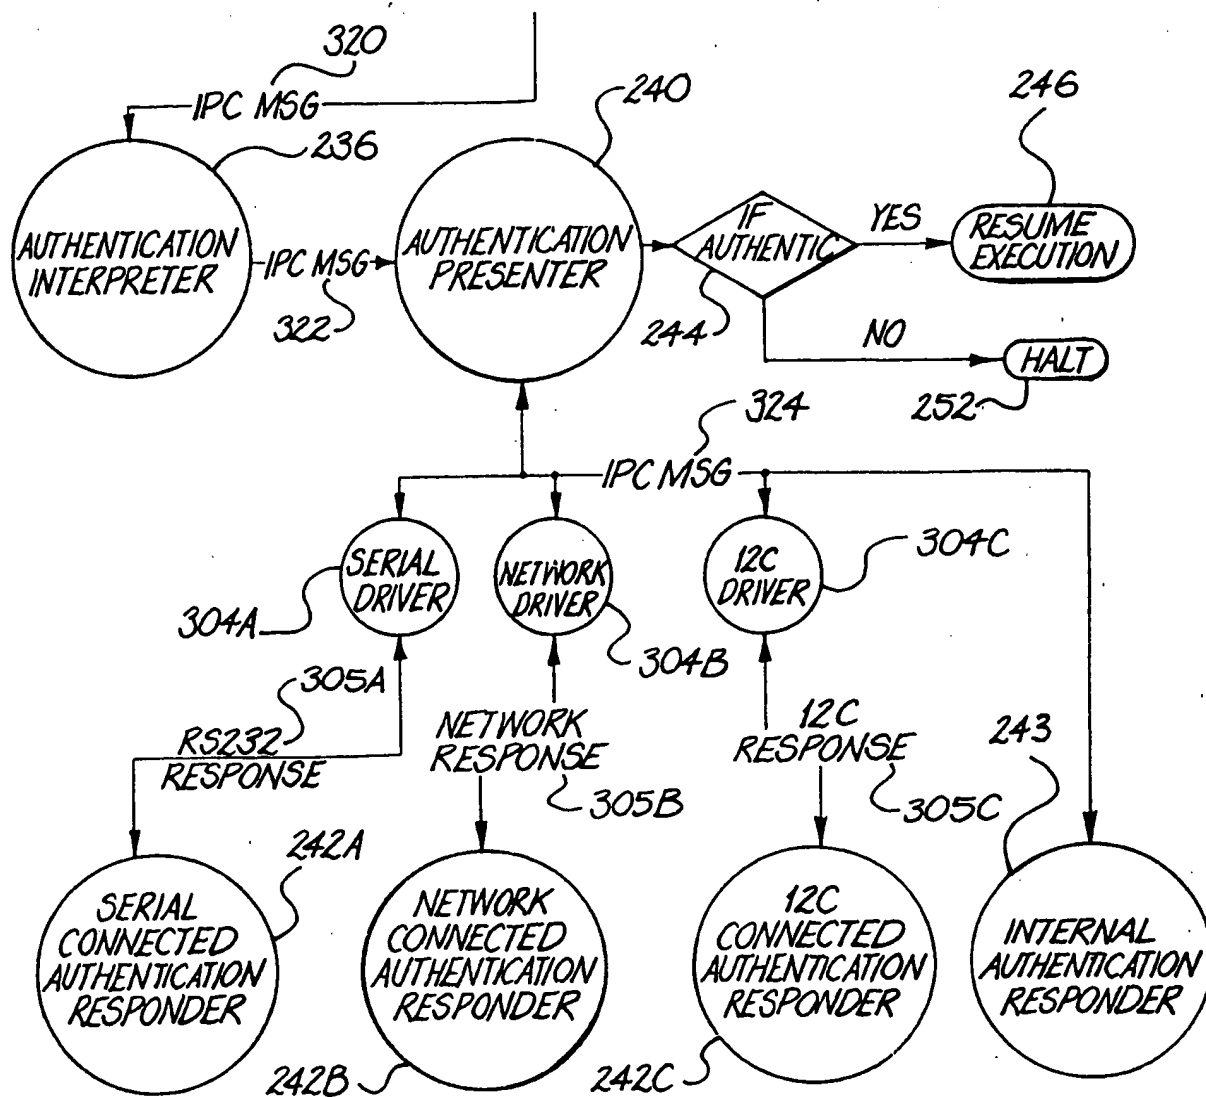 320
IPC MSG
236
240
246
AUTHENTICATION
INTERPRETER
IPC MSG
322
AUTHENTICATION
PRESENTER
IF
AUTHENTIC
244
YES
RESUME
EXECUTION
NO
HALT
252
324
IPC MSG
SERIAL
DRIVER
304A
NETWORK
DRIVER
304B
12C
DRIVER
304C
305A
RS232
RESPONSE
NETWORK
RESPONSE
305B
12C
RESPONSE
305C
243
242A
SERIAL
CONNECTED
AUTHENTICATION
RESPONDER
NETWORK
CONNECTED
AUTHENTICATION
RESPONDER
242B
12C
CONNECTED
AUTHENTICATION
RESPONDER
242C
INTERNAL
AUTHENTICATION
RESPONDER